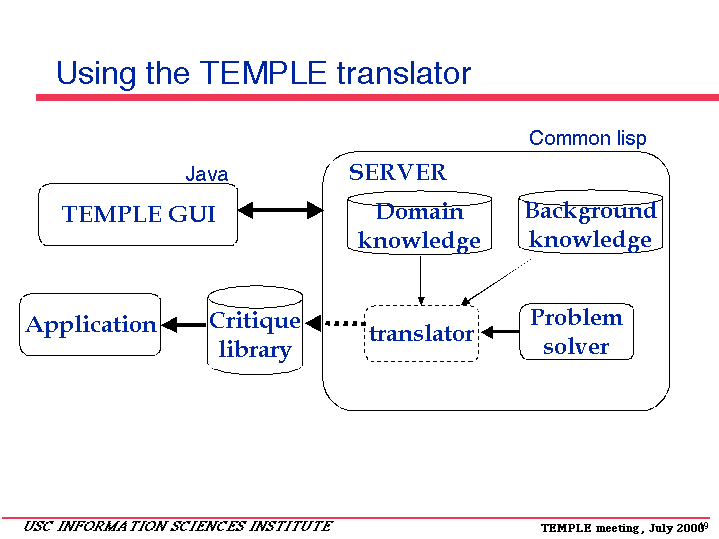 Using the TEMPLE translator
Common lisp
Java
SERVER
TEMPLE GUI
Domain
knowledge
Background
knowledge
Application
Critique
library
translator
Problem
solver
USC INFORMATION SCIENCES INSTITUTE
TEMPLE meeting, July 2000